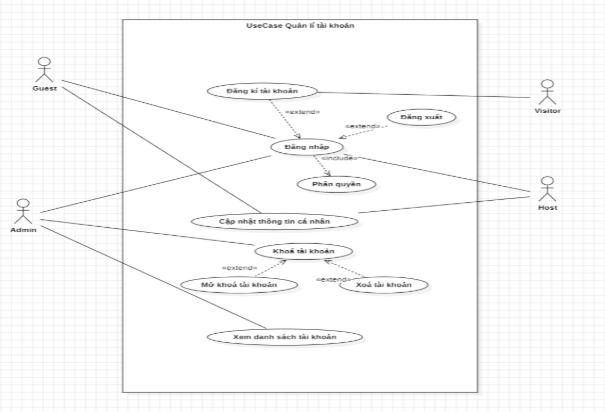 UseCase Quản lí tài khoản
Guest
Đăng kí tài khoản
Visitor
«extend»
Đăng xuất
«extend»
Đăng nhập
«include»
Phân quyền
Host
Admin
Cập nhật thông tin cá nhân
Khoá tài khoản
«extend»
Mở khoá tài khoản
«extend»
Xoá tài khoản
Xem danh sách tài khoản